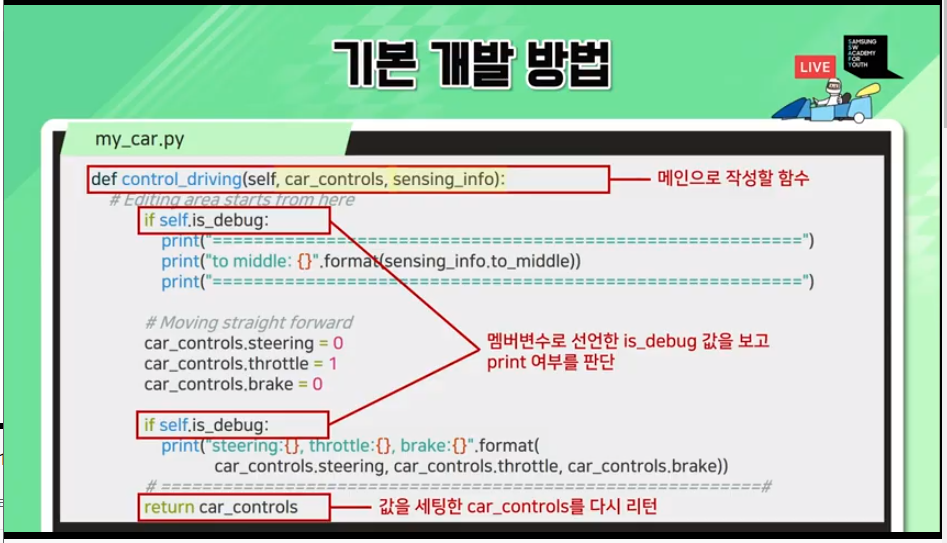 기본 개발 방법
LIVE
SAMSUNG
SW
ACADEMY
FOR
YOUTH
my_car.py
def control_driving(self, car_controls, sensing_info):
메인으로 작성할 함수
# Editing area starts from here
if self.is_debug:
print("=========================================================")
print("to middle: {}".format(sensing_info.to_middle))
print("=========================================================")
# Moving straight forward
car_controls.steering = 0
car_controls.throttle = 1
car_controls.brake = 0
멤버변수로 선언한 is_debug 값을 보고
print 여부를 판단
if self.is_debug:
print("steering:{}, throttle:{}, brake:{}".format(
car_controls.steering, car_controls.throttle, car_controls.brake))
# ==========================================================#
return car_controls
값을 세팅한 car_controls를 다시 리턴